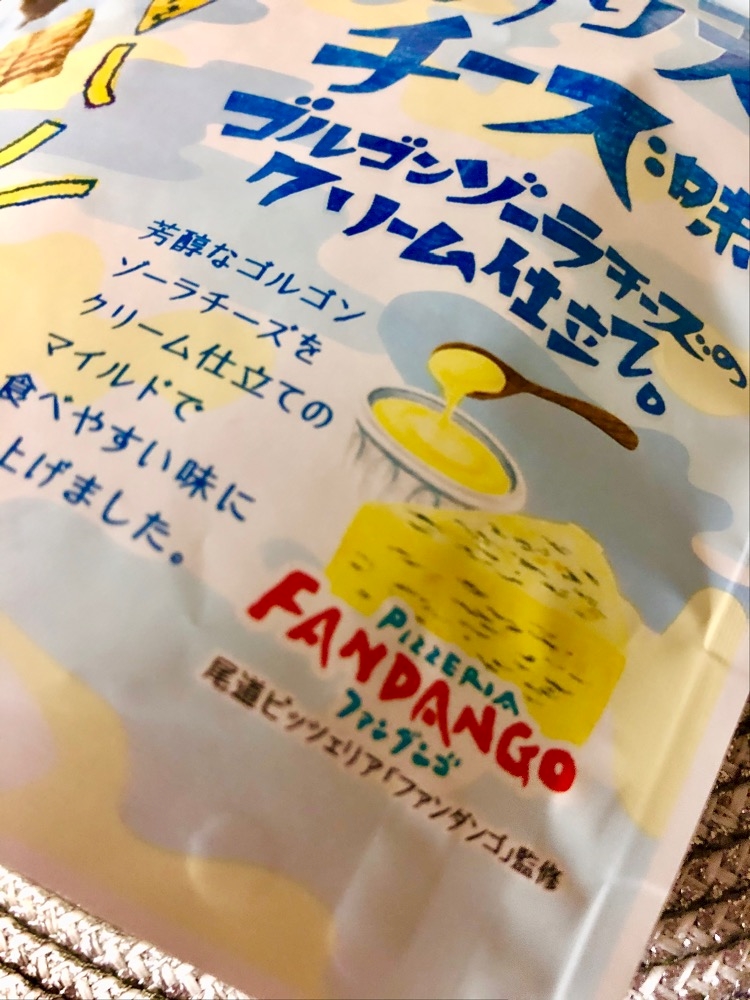 チーズ味
ゴルゴンゾーラチーズの
クリーム仕立て。
芳醇なゴルゴン
ゾーラチーズを
クリーム仕立ての
マイルドで
食べやすい味に
上げました。
PIZZERIA
FANDANGO
ファンダンゴ
尾道ピッツェリア「ファンダンゴ」監修